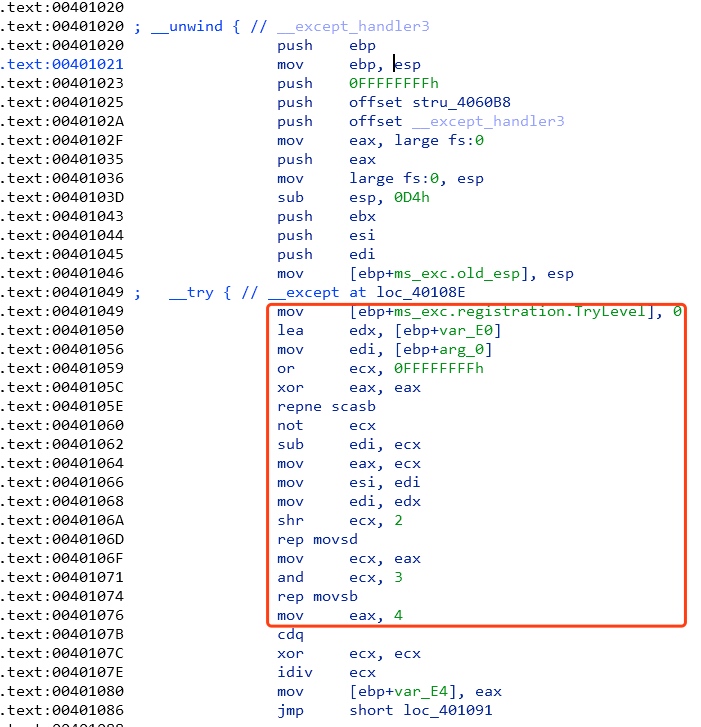 .text:00401020
.text:00401020 ; __unwind { // __except_handler3
.text:00401020 push ebp
.text:00401021 mov ebp, esp
.text:00401023 push 0FFFFFFFFh
.text:00401025 push offset stru_4060B8
.text:0040102A push offset __except_handler3
.text:0040102F mov eax, large fs:0
.text:00401035 push eax
.text:00401036 mov large fs:0, esp
.text:0040103D sub esp, 0D4h
.text:00401043 push ebx
.text:00401044 push esi
.text:00401045 push edi
.text:00401046 mov [ebp+ms_exc.old_esp], esp
.text:00401049 ; __try { // __except at loc_40108E
.text:00401049 mov [ebp+ms_exc.registration.TryLevel], 0
.text:00401050 lea edx, [ebp+var_E0]
.text:00401056 mov edi, [ebp+arg_0]
.text:00401059 or ecx, 0FFFFFFFFh
.text:0040105C xor eax, eax
.text:0040105E repne scasb
.text:00401060 not ecx
.text:00401062 sub edi, ecx
.text:00401064 mov eax, ecx
.text:00401066 mov esi, edi
.text:00401068 mov edi, edx
.text:0040106A shr ecx, 2
.text:0040106D rep movsd
.text:0040106F mov ecx, eax
.text:00401071 and ecx, 3
.text:00401074 rep movsb
.text:00401076 mov eax, 4
.text:0040107B cdq
.text:0040107C xor ecx, ecx
.text:0040107E idiv ecx
.text:00401080 mov [ebp+var_E4], eax
.text:00401086 jmp short loc_401091